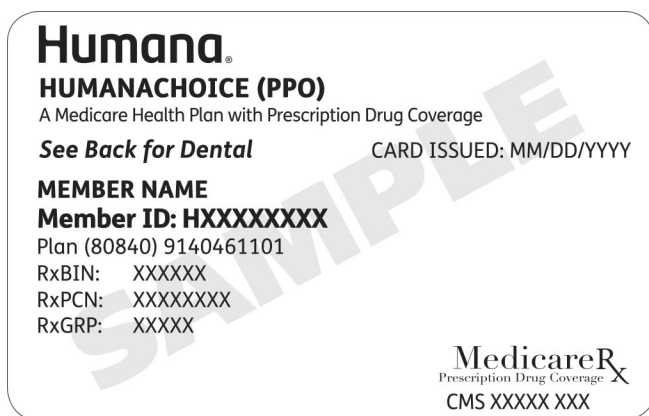 Humana®
HUMANACHOICE (PPO)
A Medicare Health Plan with Prescription Drug Coverage
See Back for Dental CARD ISSUED: MM/DD/YYYY
MEMBER NAME
Member ID: HXXXXXXXX
Plan (80840) 9140461101
RxBIN: XXXXXX
RxPCN: XXXXXXXX
RxGRP: XXXXX
SAMPLE
MedicareRx
Prescription Drug Coverage
CMS XXXXX XXX